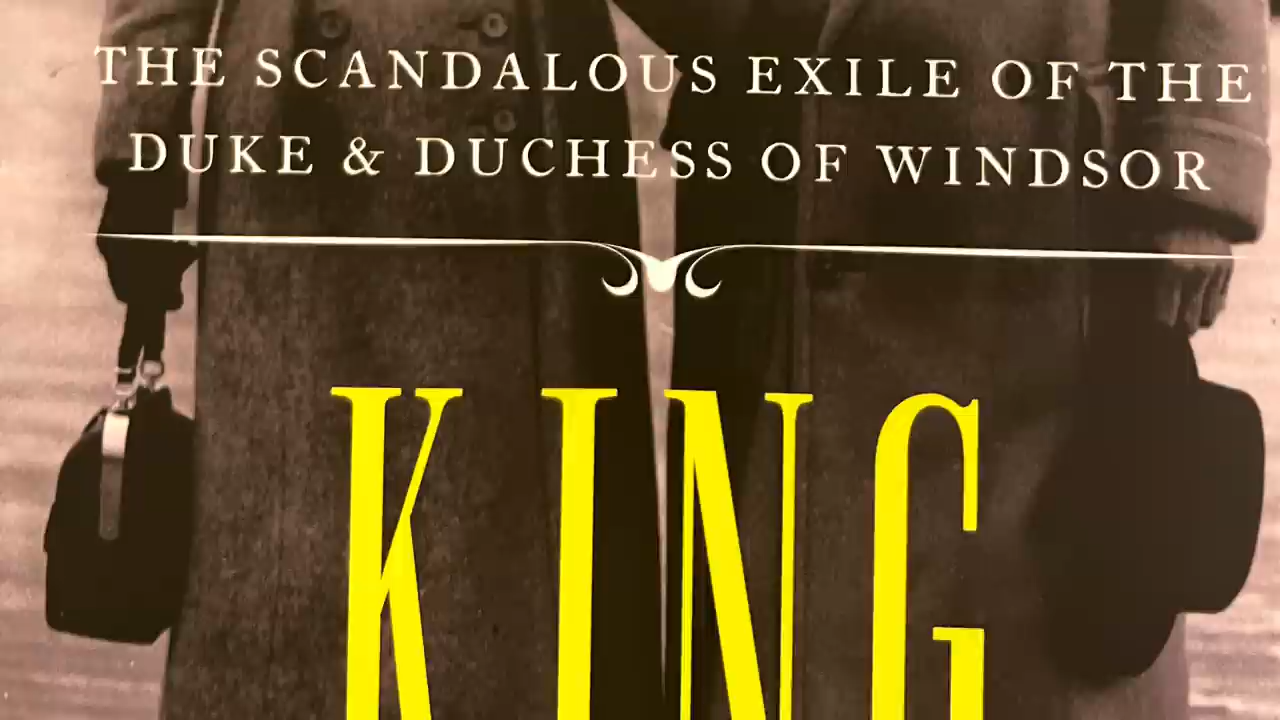 THE SCANDALOUS EXILE OF THE
DUKE & DUCHESS OF WINDSOR
KING